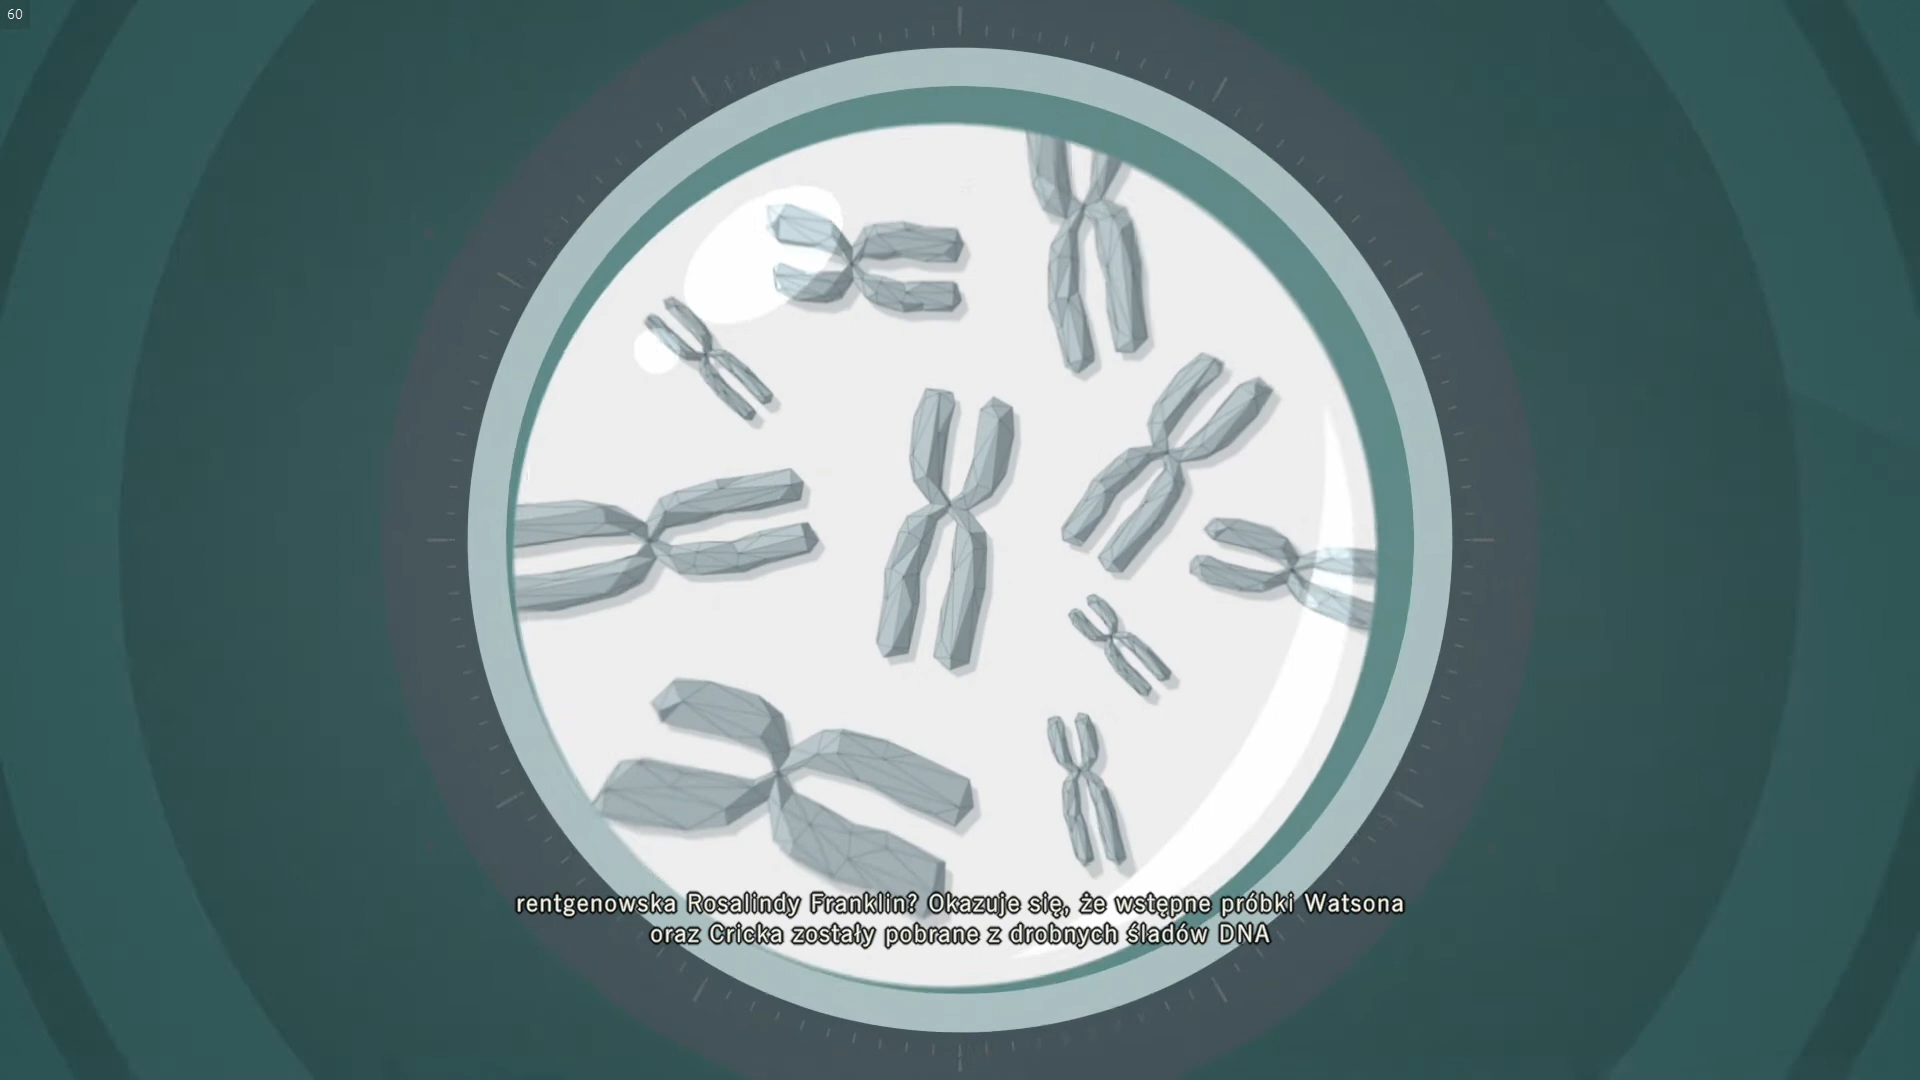 60
rentgenowska Rosalindy Franklin? Okazuje się, że wstępne próbki Watsona
oraz Cricka zostały pobrane z drobnych śladów DNA